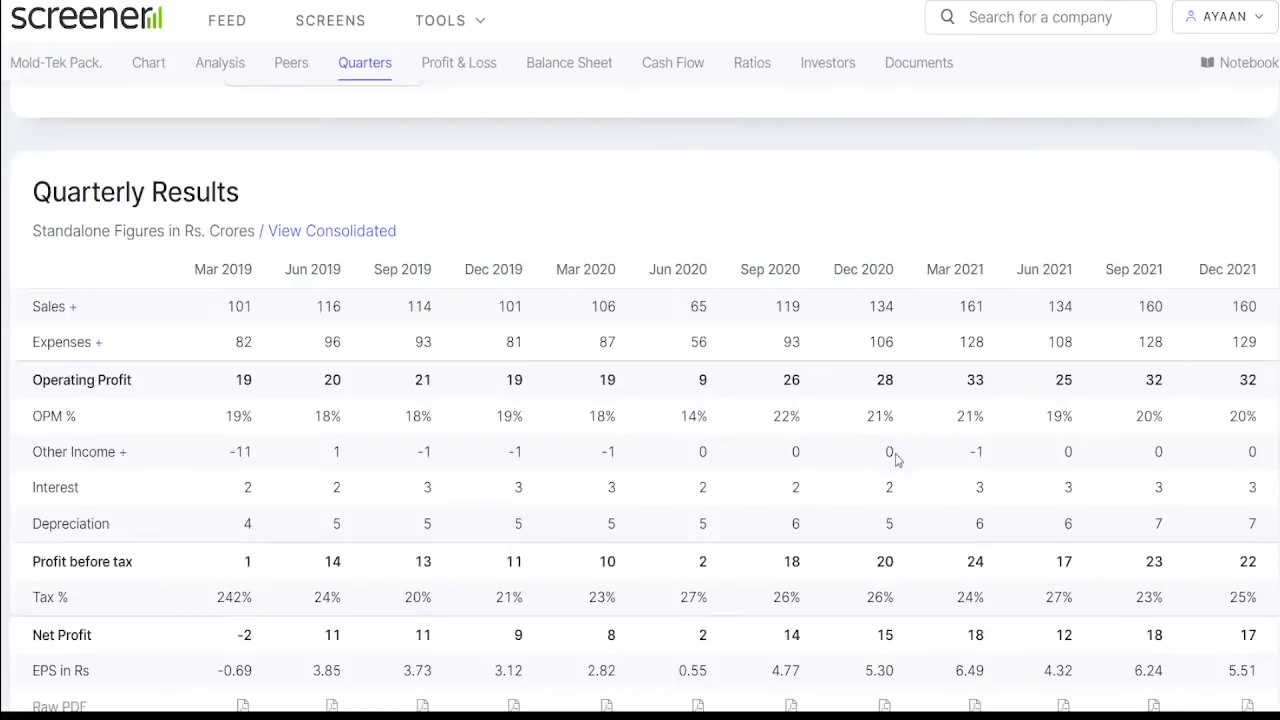 screener
FEED SCREENS TOOLS
Search for a company
AYAAN
Mold-Tek Pack. Chart Analysis Peers Quarters Profit & Loss Balance Sheet Cash Flow Ratios Investors Documents Notebook
Quarterly Results
Standalone Figures in Rs. Crores / View Consolidated
Mar 2019 Jun 2019 Sep 2019 Dec 2019 Mar 2020 Jun 2020 Sep 2020 Dec 2020 Mar 2021 Jun 2021 Sep 2021 Dec 2021
Sales + 101 116 114 101 106 65 119 134 161 134 160 160
Expenses + 82 96 93 81 87 56 93 106 128 108 128 129
Operating Profit 19 20 21 19 19 9 26 28 33 25 32 32
OPM % 19% 18% 18% 19% 18% 14% 22% 21% 21% 19% 20% 20%
Other Income + -11 1 -1 -1 -1 0 0 0 -1 0 0 0
Interest 2 2 3 3 3 2 2 2 3 3 3 3
Depreciation 4 5 5 5 5 5 6 5 6 6 7 7
Profit before tax 1 14 13 11 10 2 18 20 24 17 23 22
Tax % 242% 24% 20% 21% 23% 27% 26% 26% 24% 27% 23% 25%
Net Profit -2 11 11 9 8 2 14 15 18 12 18 17
EPS in Rs -0.69 3.85 3.73 3.12 2.82 0.55 4.77 5.30 6.49 4.32 6.24 5.51
Raw PDF